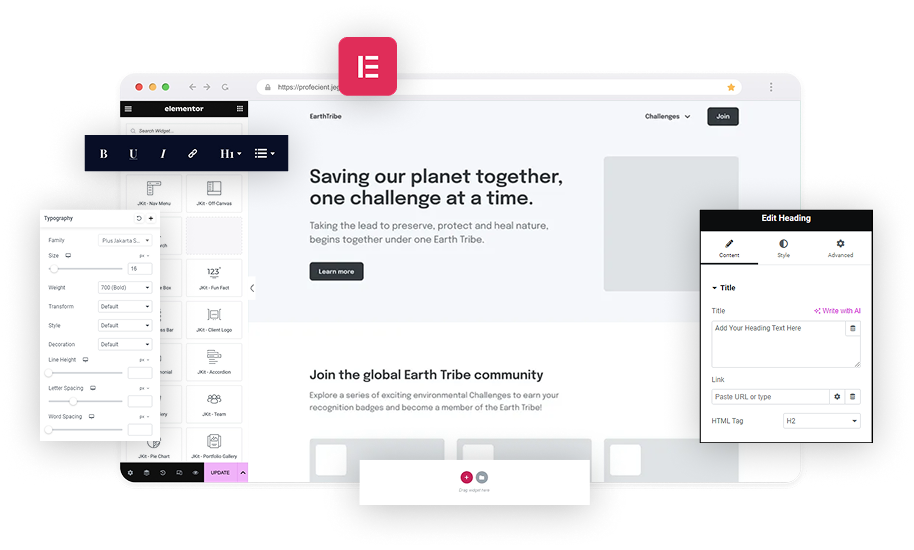 https://profecient.jeg
elementor
Search Widget...
B U I H1
JKit - Nav Menu
JKit - Off-Canvas
JKit - Fun Fact
JKit - Client Logo
JKit - Accordion
JKit - Team
JKit - Pie Chart
JKit - Portfolio Gallery
UPDATE
Typography
Family
Plus Jakarta S...
Size
px
16
Weight
700 (Bold)
Transform
Default
Style
Default
Decoration
Default
Line Height
px
Letter Spacing
px
Word Spacing
px
EarthTribe
Challenges
Join
Saving our planet together,
one challenge at a time.
Taking the lead to preserve, protect and heal nature,
begins together under one Earth Tribe.
Learn more
Join the global Earth Tribe community
Explore a series of exciting environmental Challenges to earn your
recognition badges and become a member of the Earth Tribe!
Drag widget here
Edit Heading
Content
Style
Advanced
Title
Title
Write with AI
Add Your Heading Text Here
Link
Paste URL or type
HTML Tag
H2